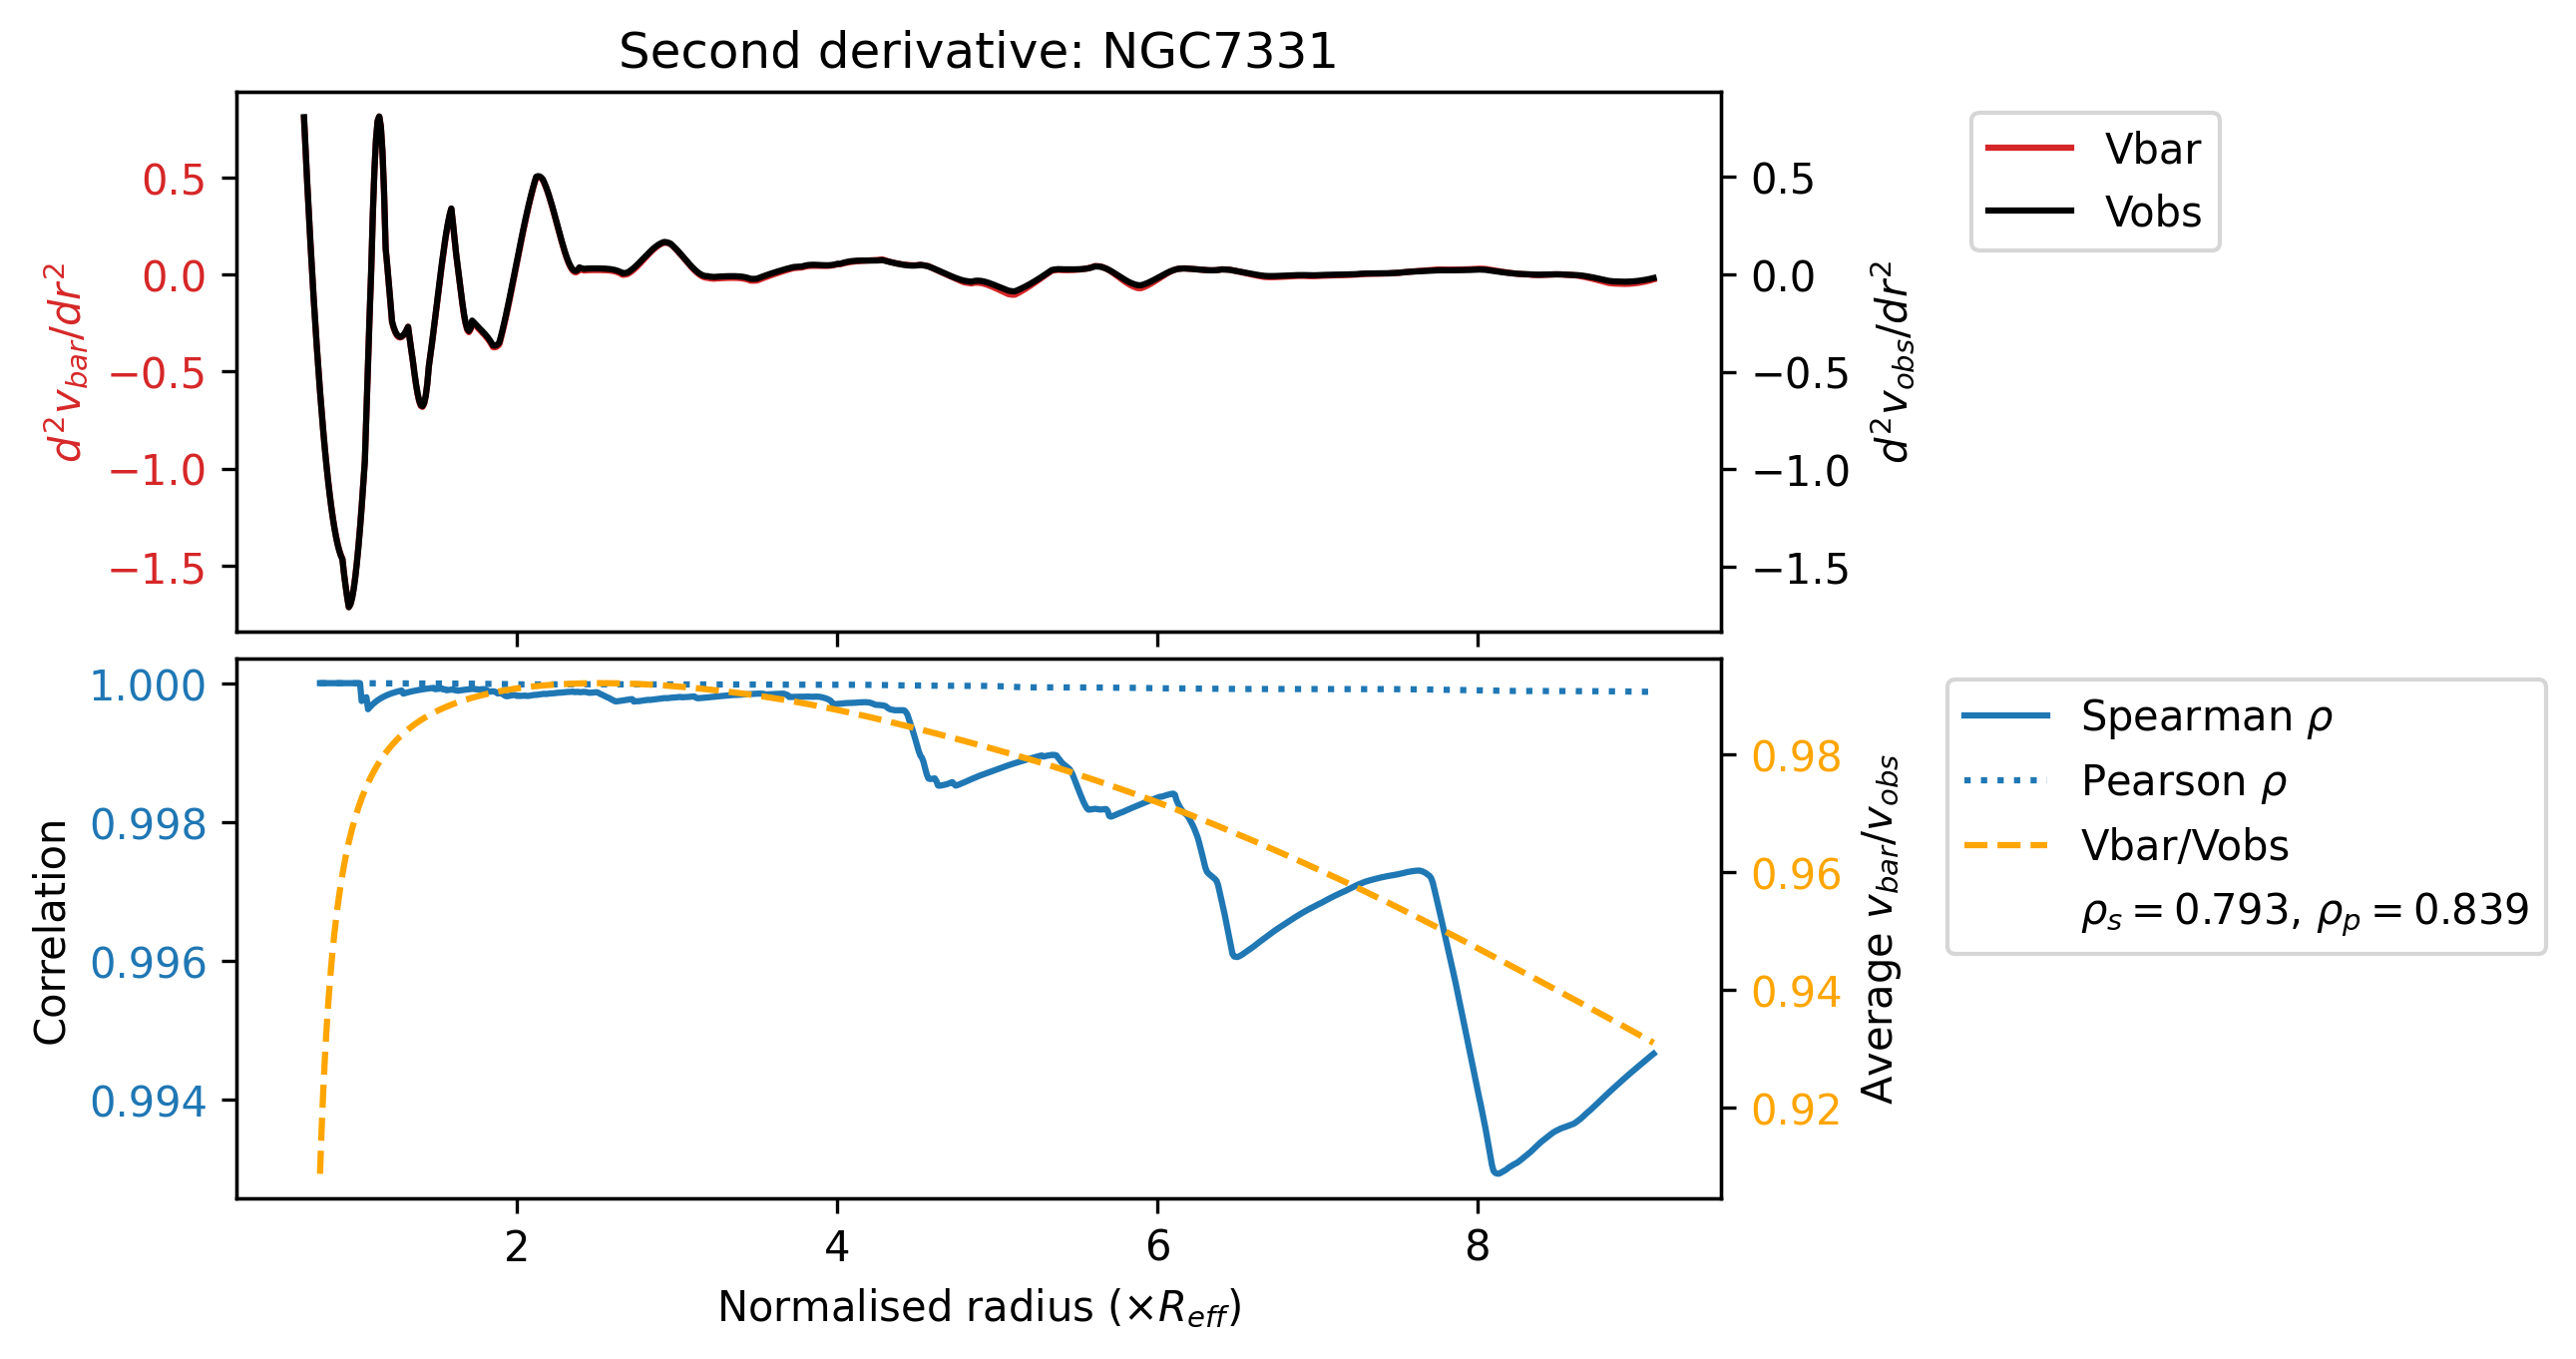 Second derivative: NGC7331
0.5
0.0
−0.5
−1.0
−1.5
d²v_bar/dr²
0.5
0.0
−0.5
−1.0
−1.5
d²v_obs/dr²
Vbar
Vobs
1.000
0.998
0.996
0.994
Correlation
0.98
0.96
0.94
0.92
Average v_bar/v_obs
Spearman ρ
Pearson ρ
Vbar/Vobs
ρ_s = 0.793, ρ_p = 0.839
2 4 6 8
Normalised radius (×R_eff)